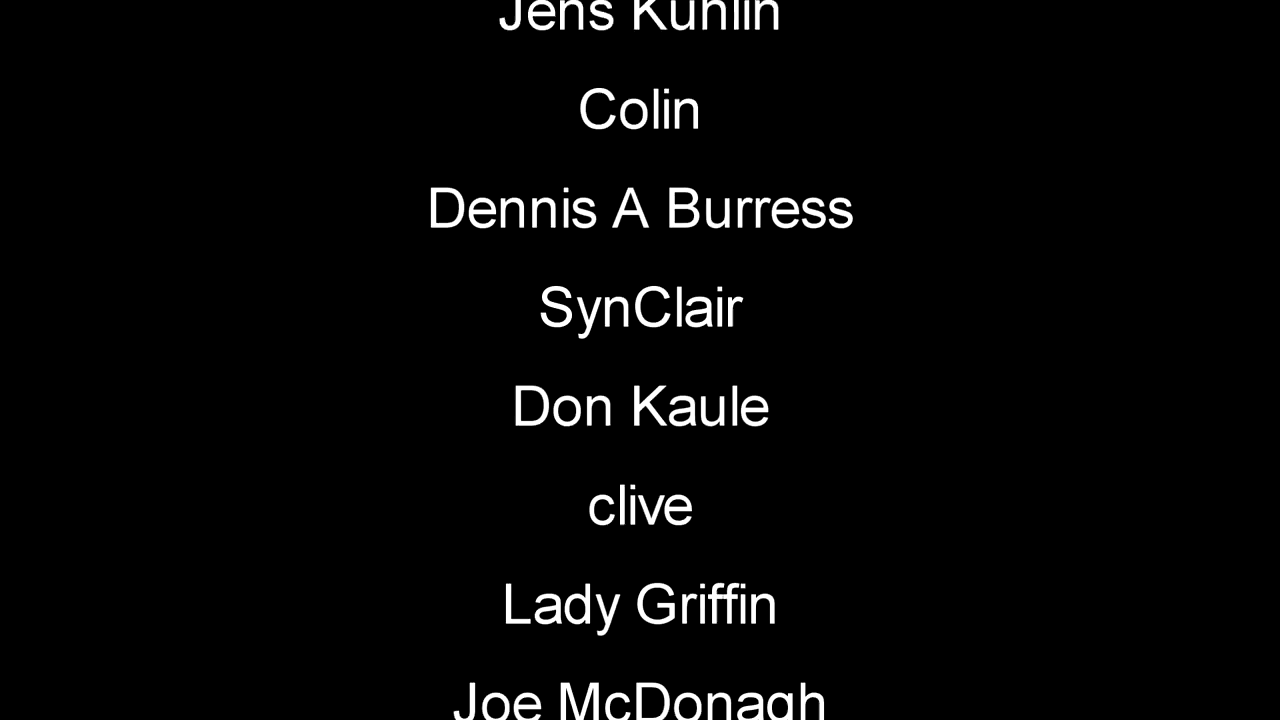 Jens Kuhlin
Colin
Dennis A Burress
SynClair
Don Kaule
clive
Lady Griffin
Joe McDonagh